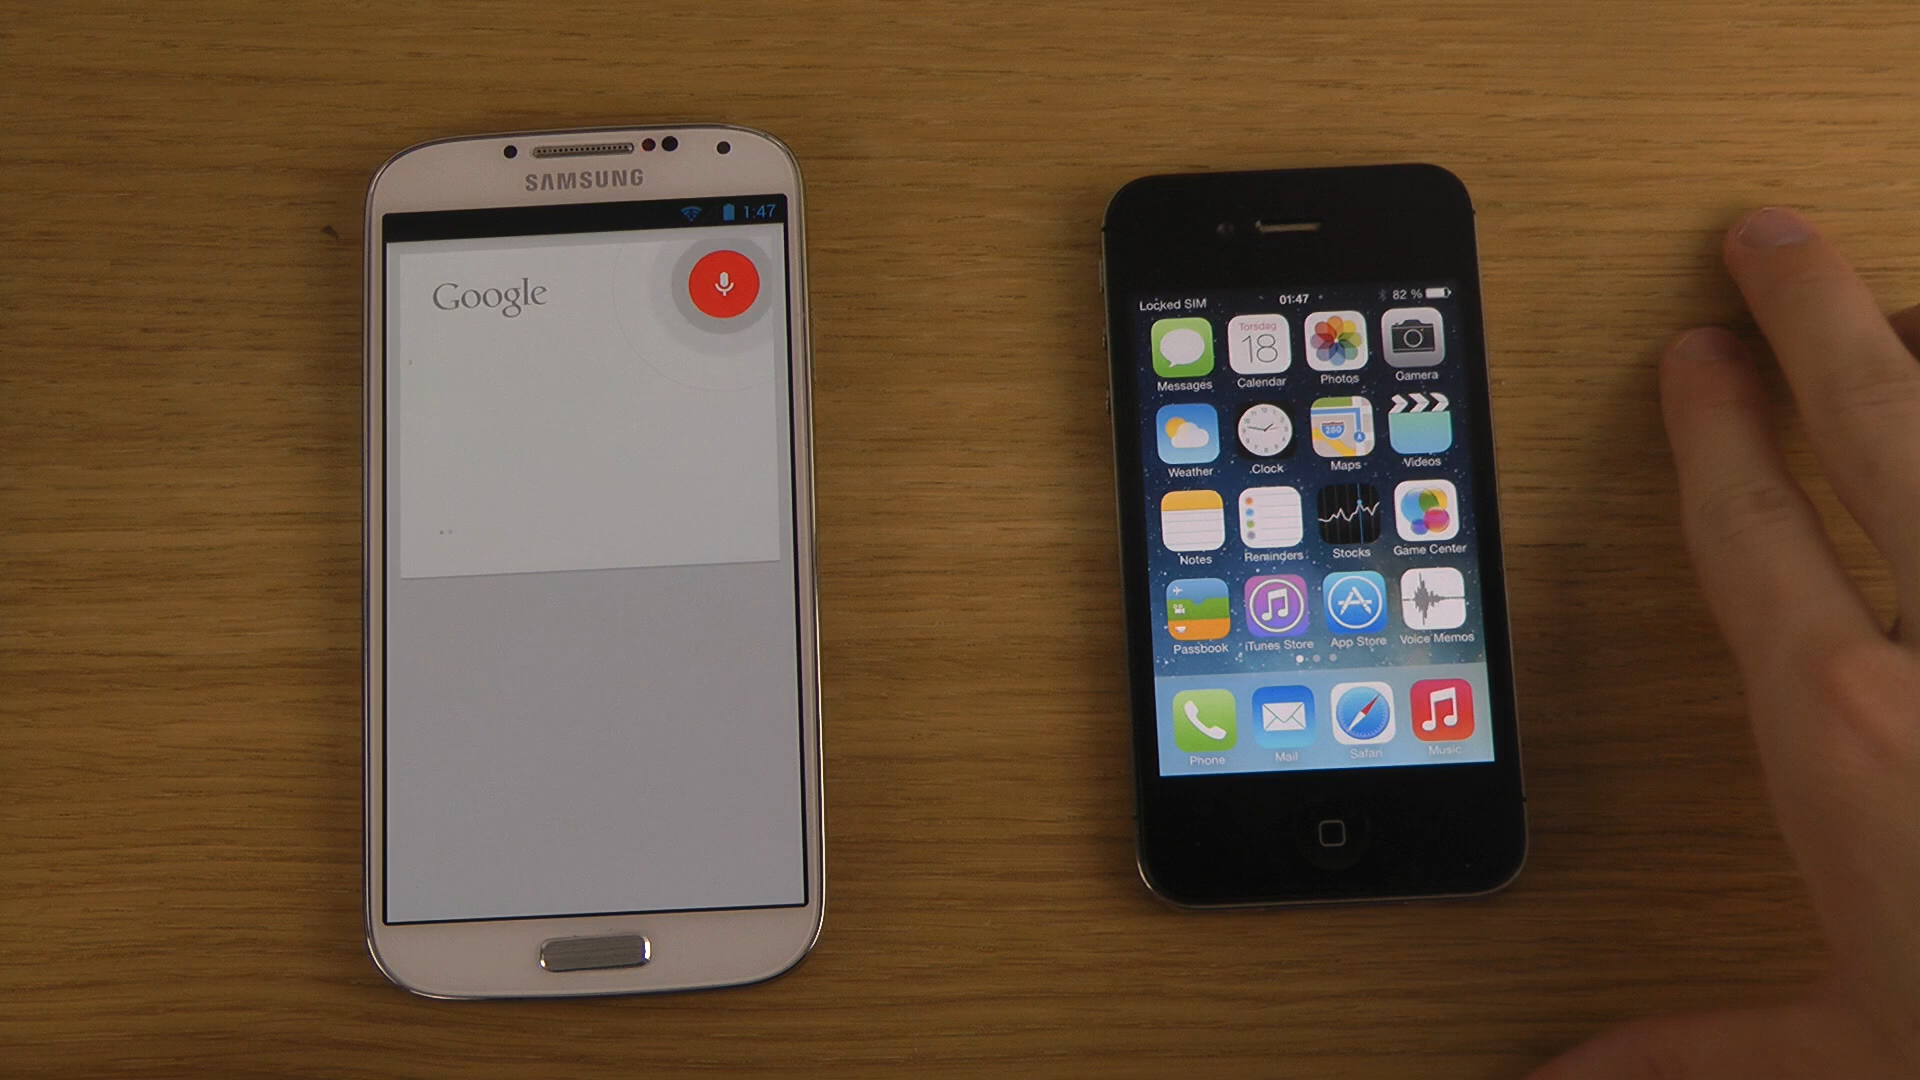 SAMSUNG
1:47
Google
Locked SIM 01:47 82 %
Torsdag
18
Messages Calendar Photos Camera
280
Weather Clock Maps Videos
Notes Reminders Stocks Game Center
Passbook iTunes Store App Store Voice Memos
Phone Mail Safari Music